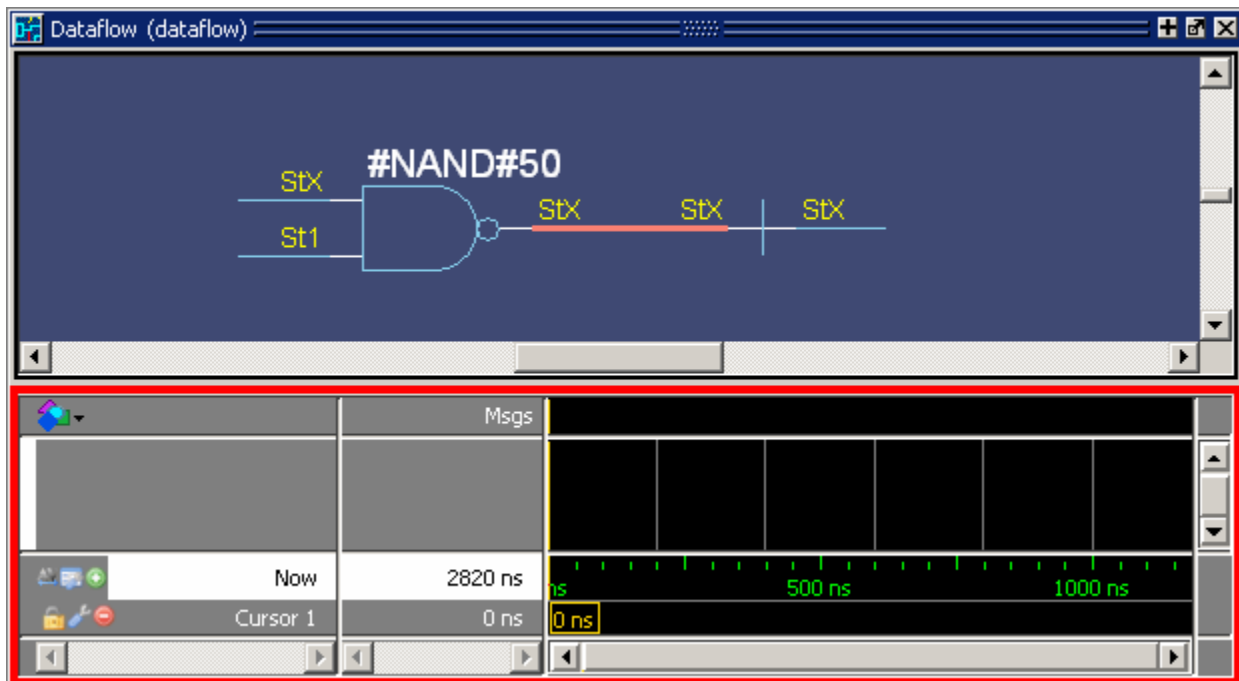 Dataflow (dataflow)
#NAND#50
StX
StX StX StX
St1
Msgs
Now 2820 ns
ns 500 ns 1000 ns
Cursor 1 0 ns 0 ns